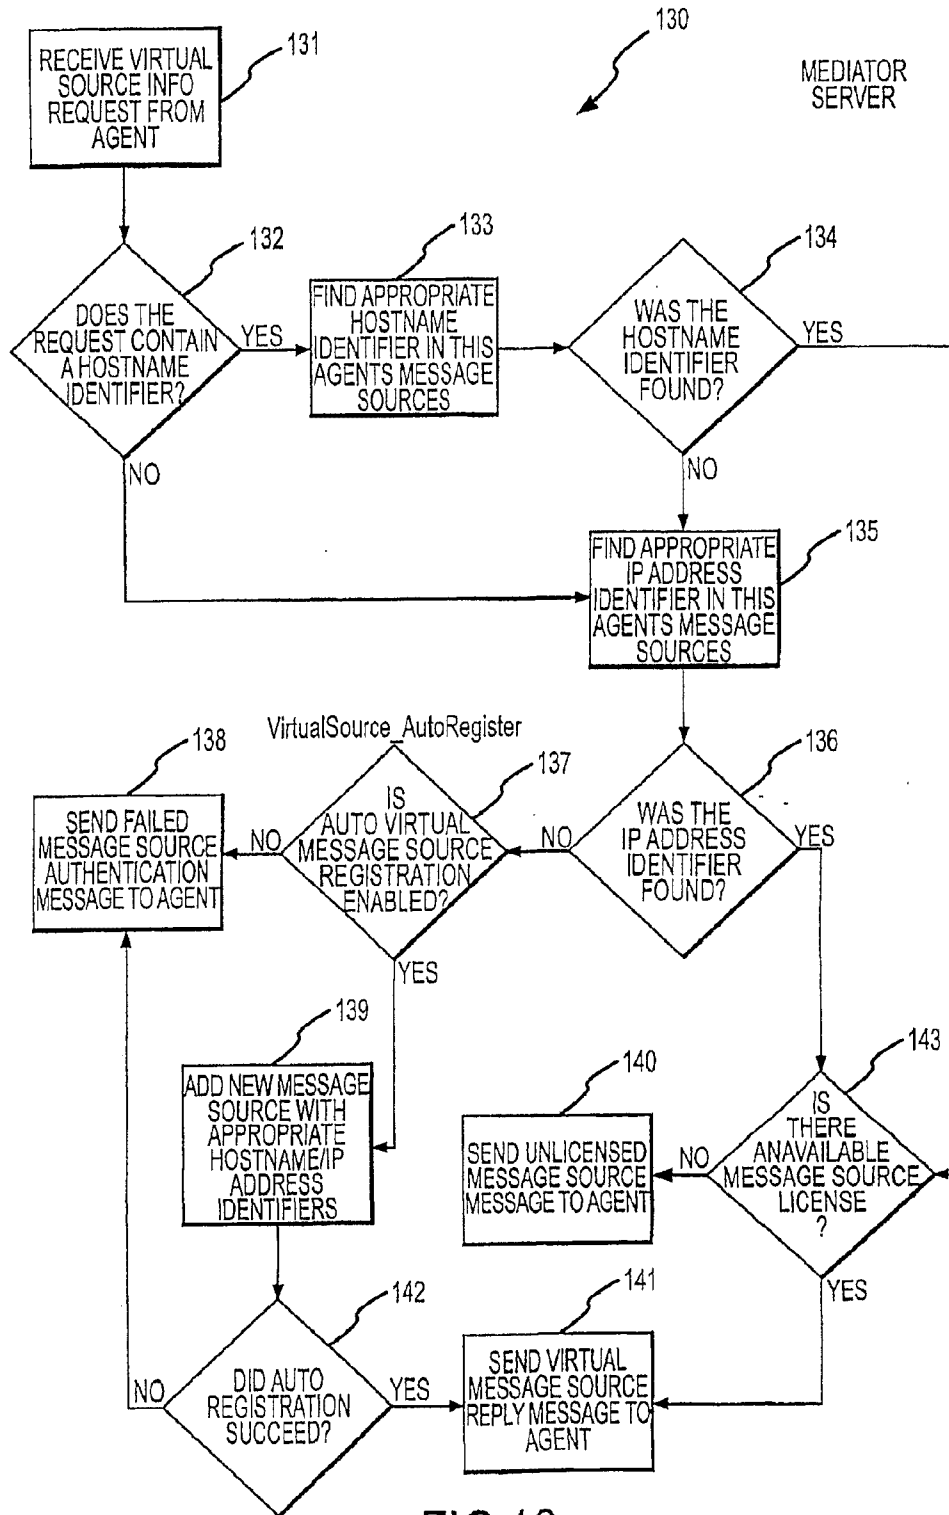 130
MEDIATOR
SERVER
131
RECEIVE VIRTUAL
SOURCE INFO
REQUEST FROM
AGENT
132
DOES THE
REQUEST CONTAIN
A HOSTNAME
IDENTIFIER?
YES
NO
133
FIND APPROPRIATE
HOSTNAME
IDENTIFIER IN THIS
AGENTS MESSAGE
SOURCES
134
WAS THE
HOSTNAME
IDENTIFIER
FOUND?
YES
NO
135
FIND APPROPRIATE
IP ADDRESS
IDENTIFIER IN THIS
AGENTS MESSAGE
SOURCES
136
WAS THE
IP ADDRESS
IDENTIFIER
FOUND?
YES
NO
VirtualSource_AutoRegister
137
IS
AUTO VIRTUAL
MESSAGE SOURCE
REGISTRATION
ENABLED?
NO
YES
138
SEND FAILED
MESSAGE SOURCE
AUTHENTICATION
MESSAGE TO AGENT
139
ADD NEW MESSAGE
SOURCE WITH
APPROPRIATE
HOSTNAME/IP
ADDRESS
IDENTIFIERS
140
SEND UNLICENSED
MESSAGE SOURCE
MESSAGE TO AGENT
143
IS
THERE
ANAVAILABLE
MESSAGE SOURCE
LICENSE
?
NO
YES
142
DID AUTO
REGISTRATION
SUCCEED?
NO
YES
141
SEND VIRTUAL
MESSAGE SOURCE
REPLY MESSAGE TO
AGENT